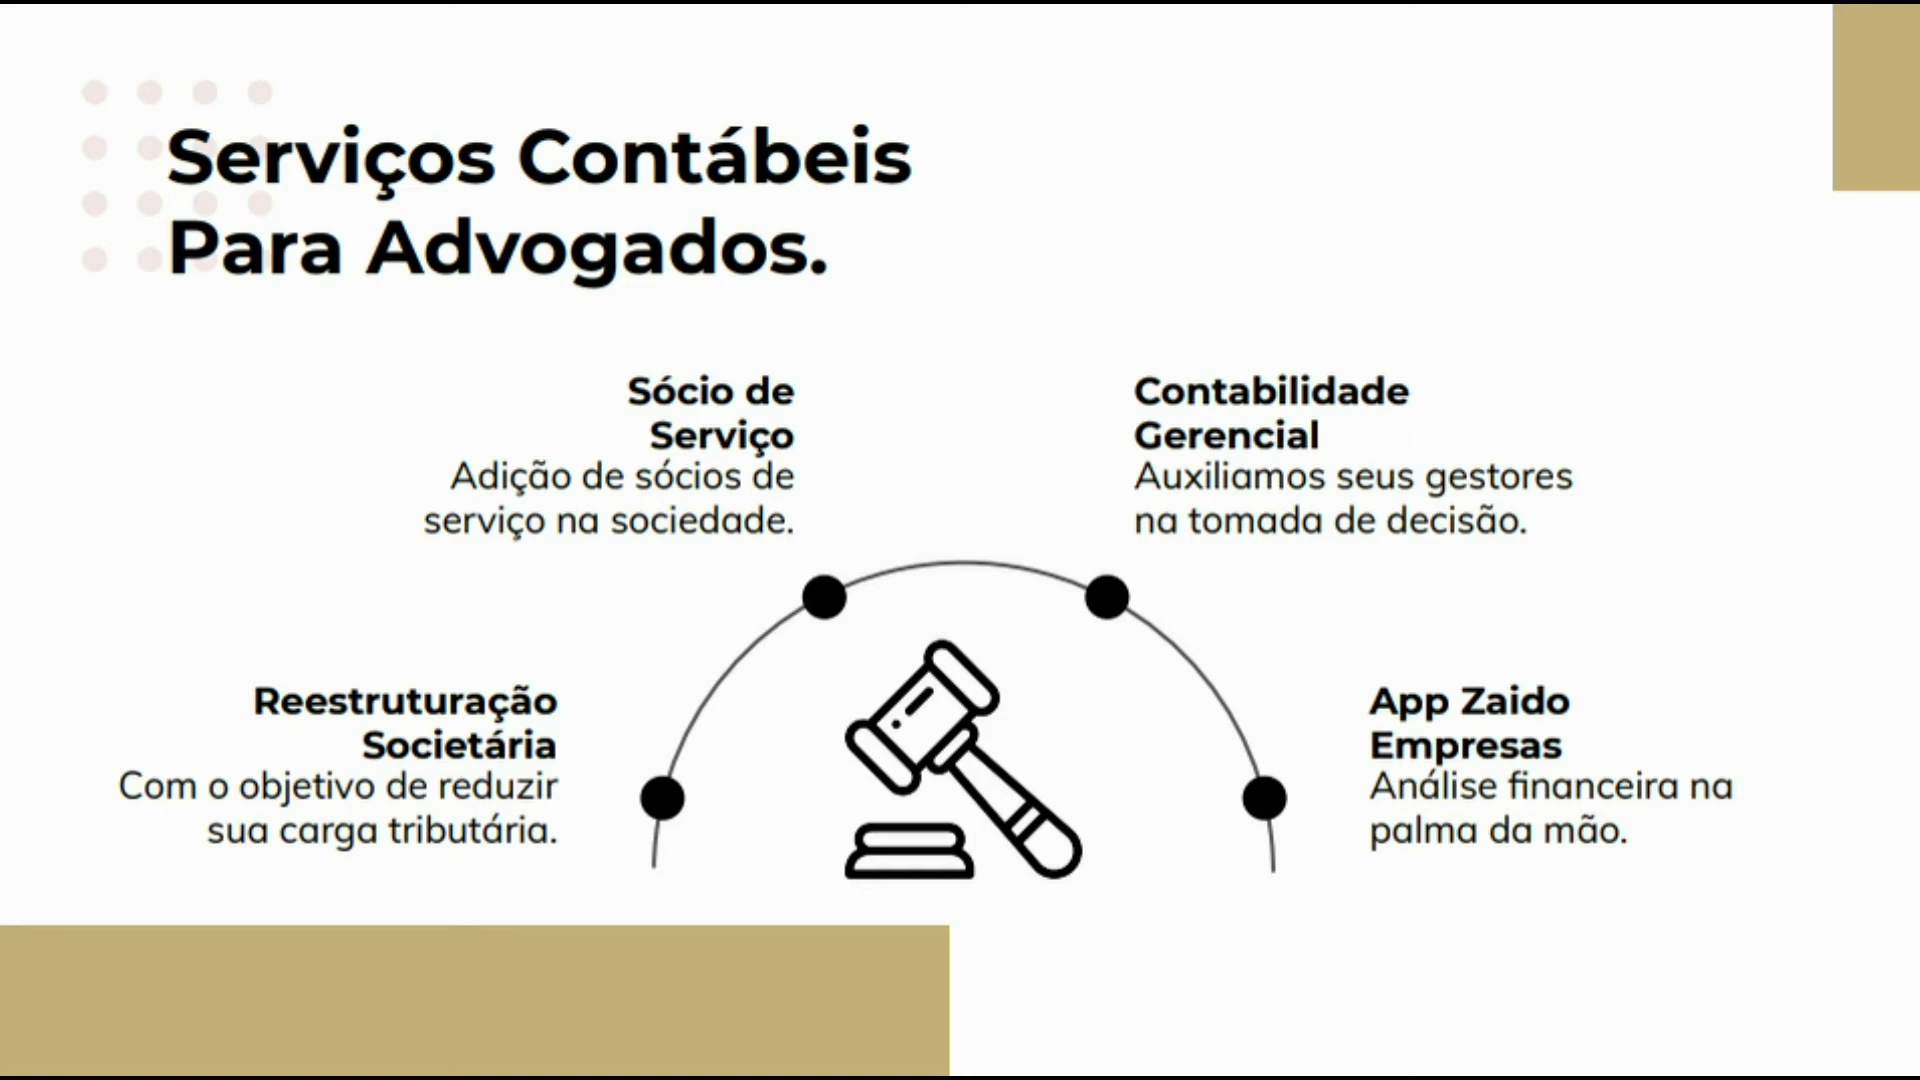 Serviços Contábeis
Para Advogados.
Sócio de
Serviço
Adição de sócios de
serviço na sociedade.
Contabilidade
Gerencial
Auxiliamos seus gestores
na tomada de decisão.
Reestruturação
Societária
Com o objetivo de reduzir
sua carga tributária.
App Zaido
Empresas
Análise financeira na
palma da mão.